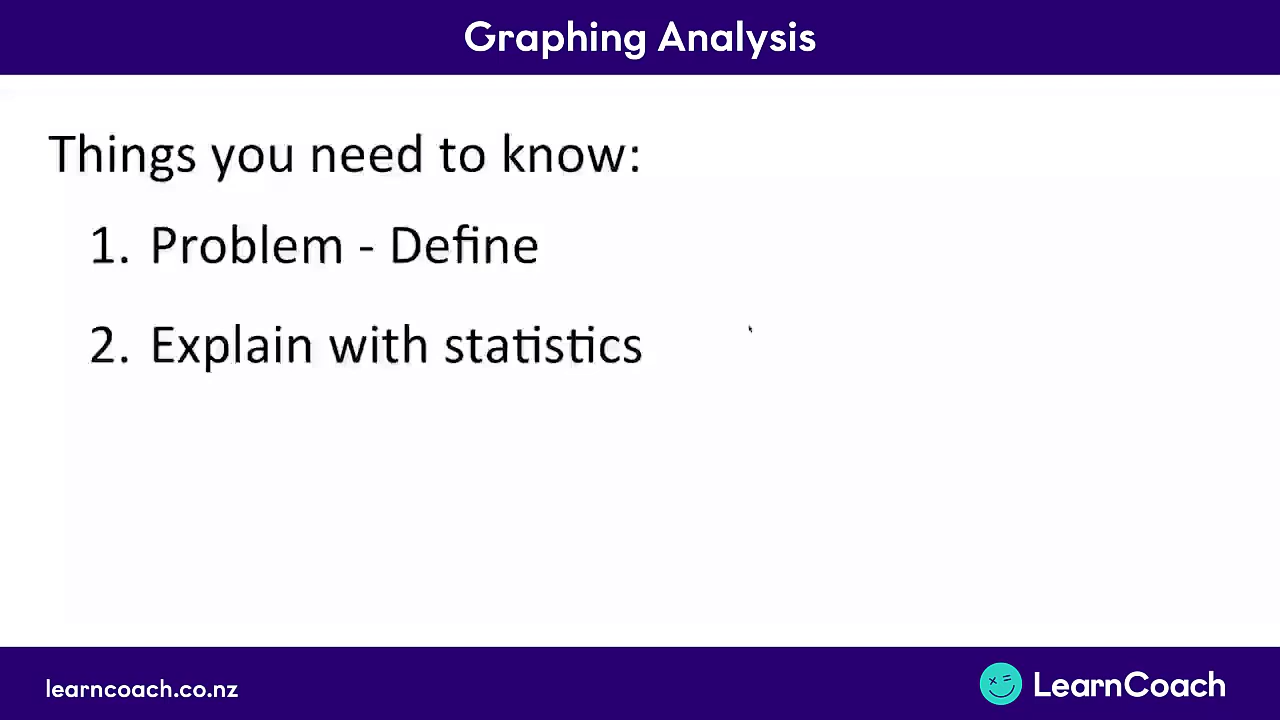 Graphing Analysis
Things you need to know:
1. Problem - Define
2. Explain with statistics
learncoach.co.nz
LearnCoach